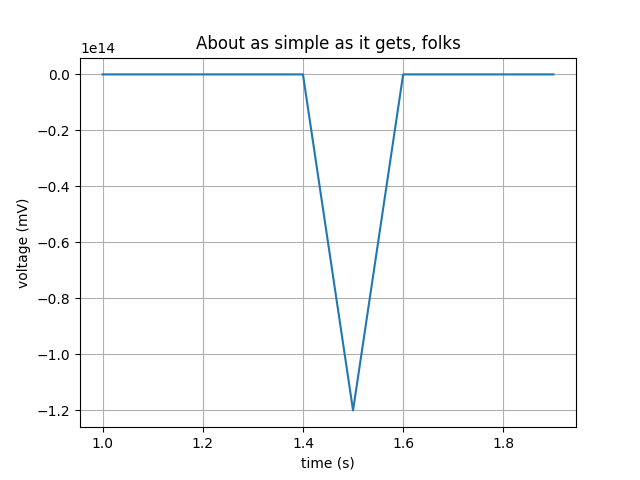 About as simple as it gets, folks
1e14
0.0
−0.2
−0.4
−0.6
−0.8
−1.0
−1.2
voltage (mV)
1.0 1.2 1.4 1.6 1.8
time (s)